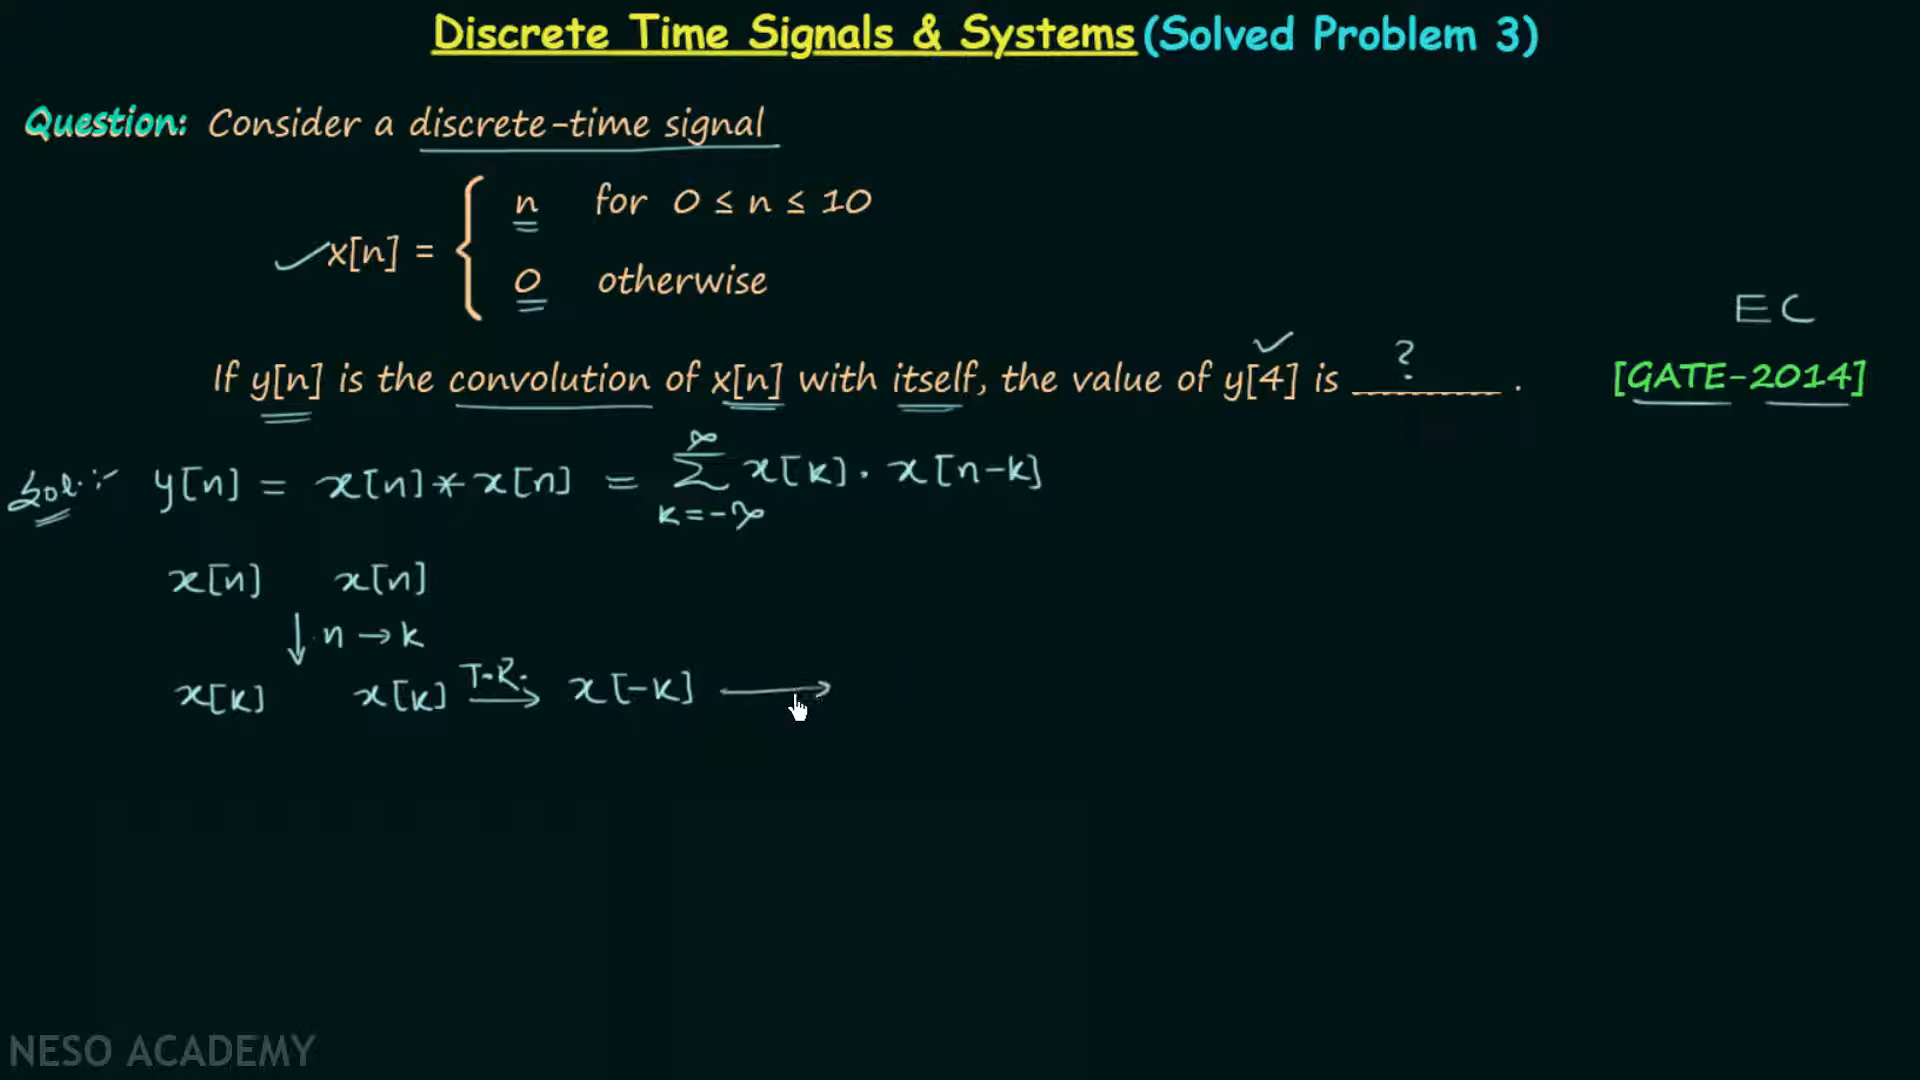 Discrete Time Signals & Systems (Solved Problem 3)
Question: Consider a discrete-time signal
x[n] = { n for 0 ≤ n ≤ 10
0 otherwise
EC
If y[n] is the convolution of x[n] with itself, the value of y[4] is ______ . [GATE-2014]
?
Sol.:- y[n] = x[n] * x[n] = ∞ Σ k=-∞ x[k] . x[n-k]
x[n] x[n]
↓ n → k
x[k] x[k] T.R. → x[-k] →
NESO ACADEMY